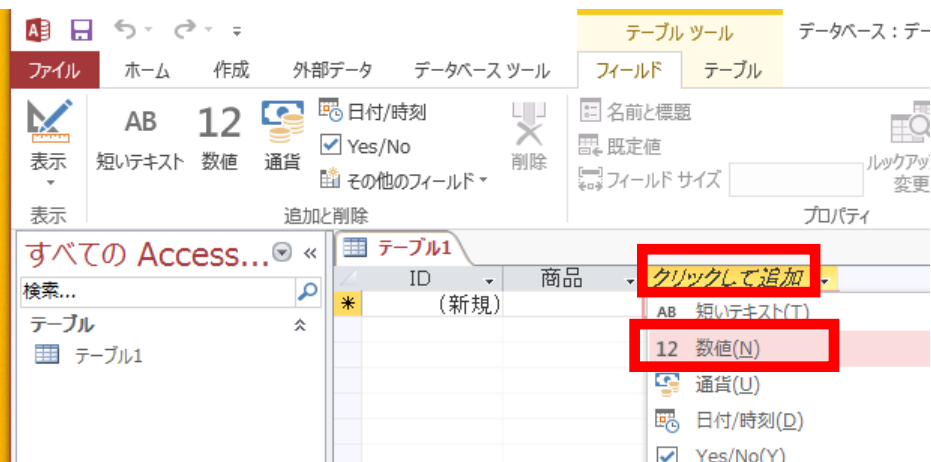 テーブル ツール データベース : デー
ファイル ホーム 作成 外部データ データベース ツール フィールド テーブル
AB 12 日付/時刻 名前と標題
Yes/No 既定値
表示 短いテキスト 数値 通貨 その他のフィールド 削除 フィールド サイズ ルックアッ
変更
表示 追加と削除 プロパティ
すべての Access... «
テーブル1
検索...
ID 商品 クリックして追加
(新規)
テーブル
テーブル1
AB 短いテキスト(T)
12 数値(N)
通貨(U)
日付/時刻(D)
Yes/No(Y)